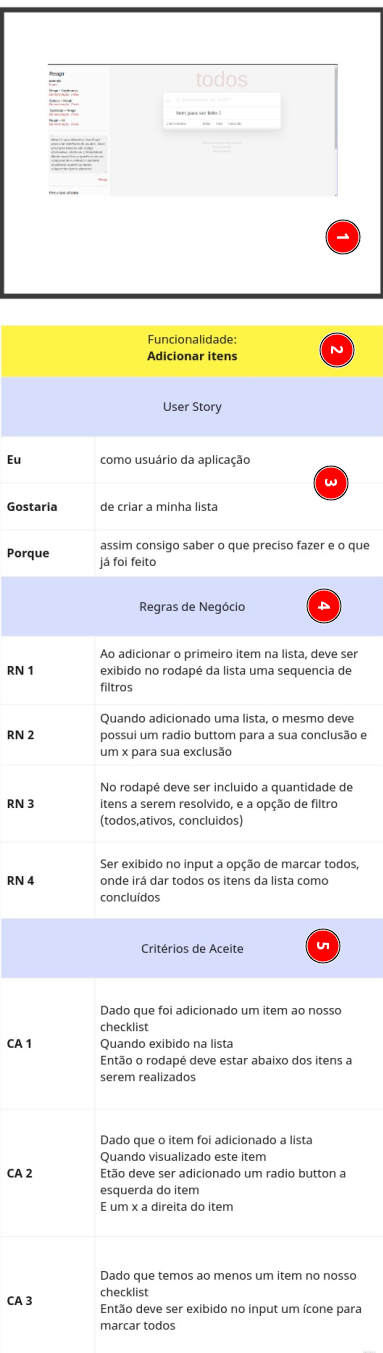 Reagir
todos
Item para ser feito 1
1
Funcionalidade:
Adicionar itens
2
User Story
Eu
como usuário da aplicação
3
Gostaria
de criar a minha lista
Porque
assim consigo saber o que preciso fazer e o que
já foi feito
Regras de Negócio
4
RN 1
Ao adicionar o primeiro item na lista, deve ser
exibido no rodapé da lista uma sequencia de
filtros
RN 2
Quando adicionado uma lista, o mesmo deve
possui um radio buttom para a sua conclusão e
um x para sua exclusão
RN 3
No rodapé deve ser incluido a quantidade de
itens a serem resolvido, e a opção de filtro
(todos,ativos, concluidos)
RN 4
Ser exibido no input a opção de marcar todos,
onde irá dar todos os itens da lista como
concluídos
Critérios de Aceite
5
CA 1
Dado que foi adicionado um item ao nosso
checklist
Quando exibido na lista
Então o rodapé deve estar abaixo dos itens a
serem realizados
CA 2
Dado que o item foi adicionado a lista
Quando visualizado este item
Etão deve ser adicionado um radio button a
esquerda do item
E um x a direita do item
CA 3
Dado que temos ao menos um item no nosso
checklist
Então deve ser exibido no input um ícone para
marcar todos